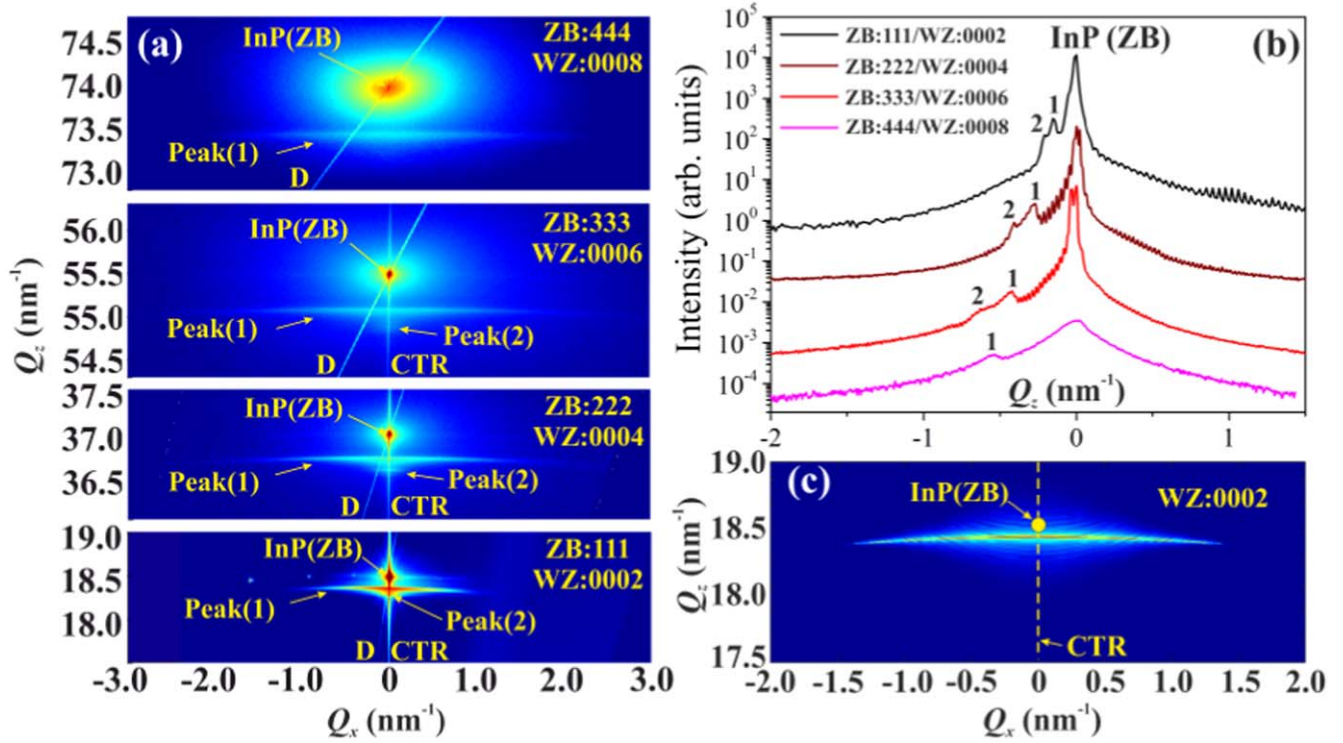 (a)
InP(ZB)
ZB:444
WZ:0008
Peak(1)
D
74.5
74.0
73.5
73.0
InP(ZB)
ZB:333
WZ:0006
Peak(1)
Peak(2)
D
CTR
56.0
55.5
55.0
54.5
InP(ZB)
ZB:222
WZ:0004
Peak(1)
Peak(2)
D
CTR
37.5
37.0
36.5
InP(ZB)
ZB:111
WZ:0002
Peak(1)
Peak(2)
D CTR
19.0
18.5
18.0
Qz (nm-1)
-3.0 -2.0 -1.0 0 1.0 2.0 3.0
Qx (nm-1)
(b)
InP (ZB)
ZB:111/WZ:0002
ZB:222/WZ:0004
ZB:333/WZ:0006
ZB:444/WZ:0008
2 1
2 1
2 1
1
10^5
10^4
10^3
10^2
10^1
10^0
10^-1
10^-2
10^-3
10^-4
Intensity (arb. units)
Qz (nm-1)
-2 -1 0 1
(c)
InP(ZB)
WZ:0002
CTR
19.0
18.5
18.0
17.5
Qz (nm-1)
-2.0 -1.5 -1.0 -0.5 0 0.5 1.0 1.5 2.0
Qx (nm-1)